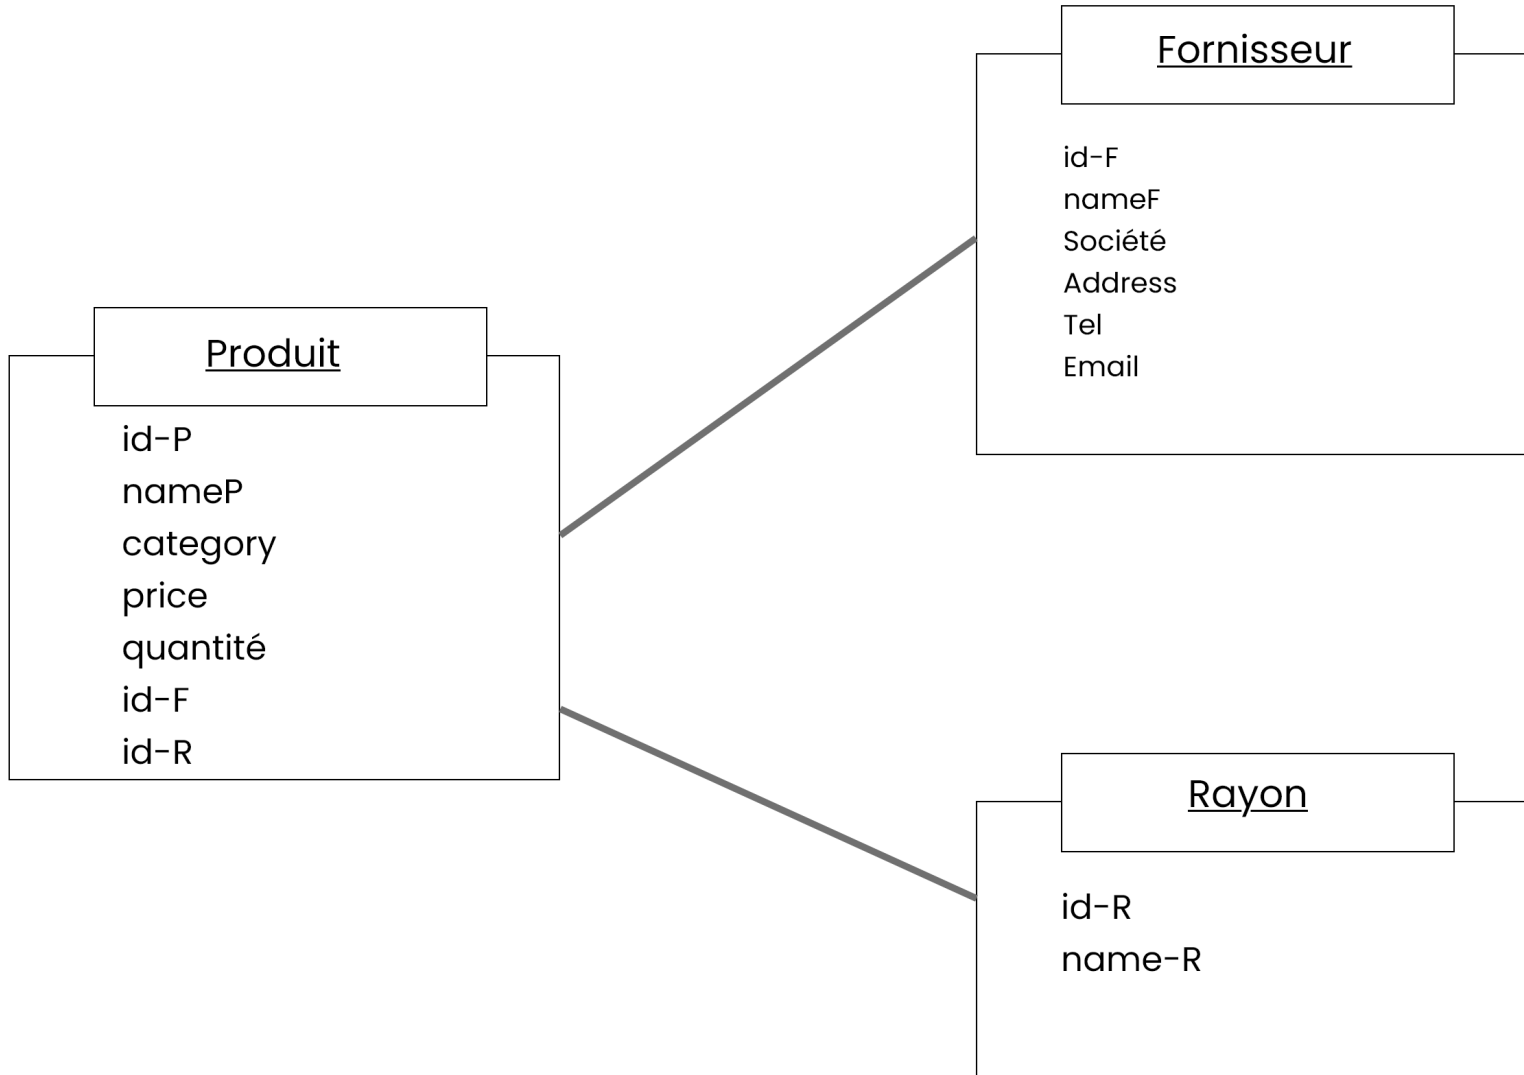 Fornisseur
id-F
nameF
Société
Address
Tel
Email
Produit
id-P
nameP
category
price
quantité
id-F
id-R
Rayon
id-R
name-R